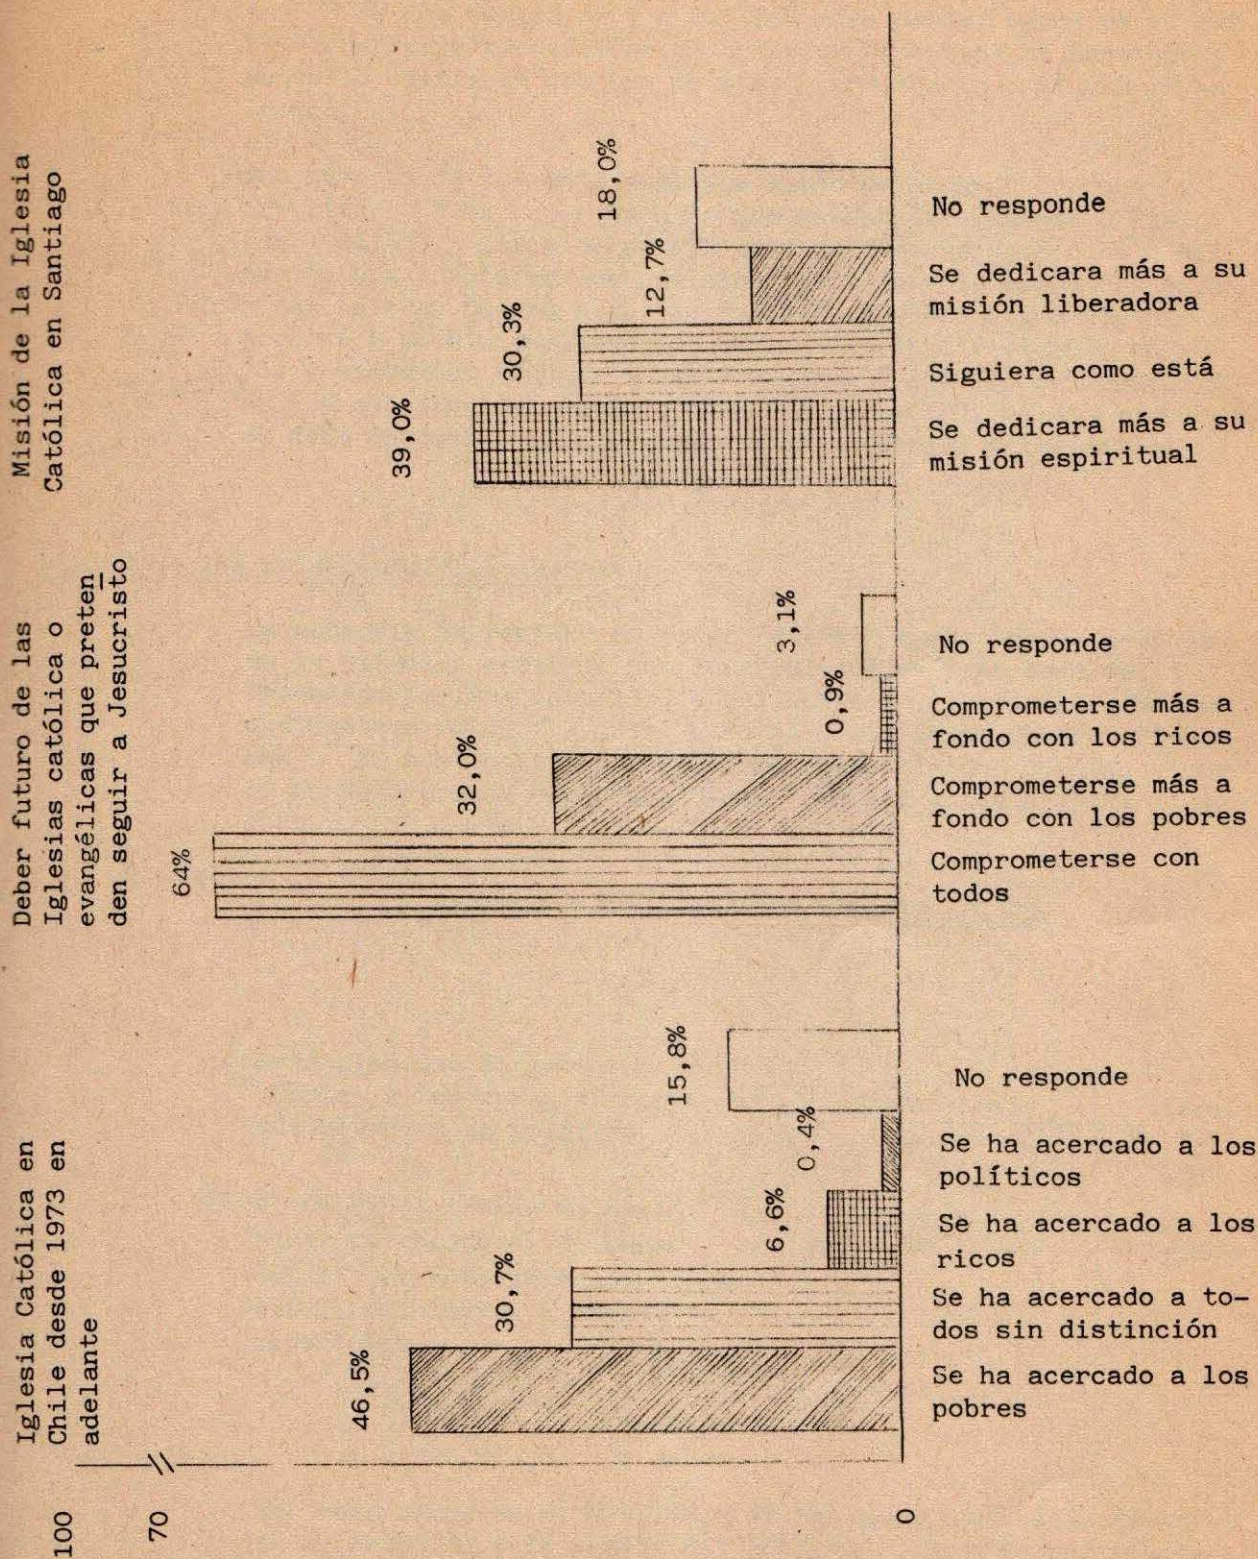 Misión de la Iglesia
Católica en Santiago
18,0%
12,7%
30,3%
39,0%
No responde
Se dedicara más a su
misión liberadora
Siguiera como está
Se dedicara más a su
misión espiritual
Deber futuro de las
Iglesias católica o
evangélicas que preten
den seguir a Jesucristo
3,1%
0,9%
32,0%
64%
No responde
Comprometerse más a
fondo con los ricos
Comprometerse más a
fondo con los pobres
Comprometerse con
todos
Iglesia Católica en
Chile desde 1973 en
adelante
15,8%
0,4%
6,6%
30,7%
46,5%
No responde
Se ha acercado a los
políticos
Se ha acercado a los
ricos
Se ha acercado a to-
dos sin distinción
Se ha acercado a los
pobres
100
70
0